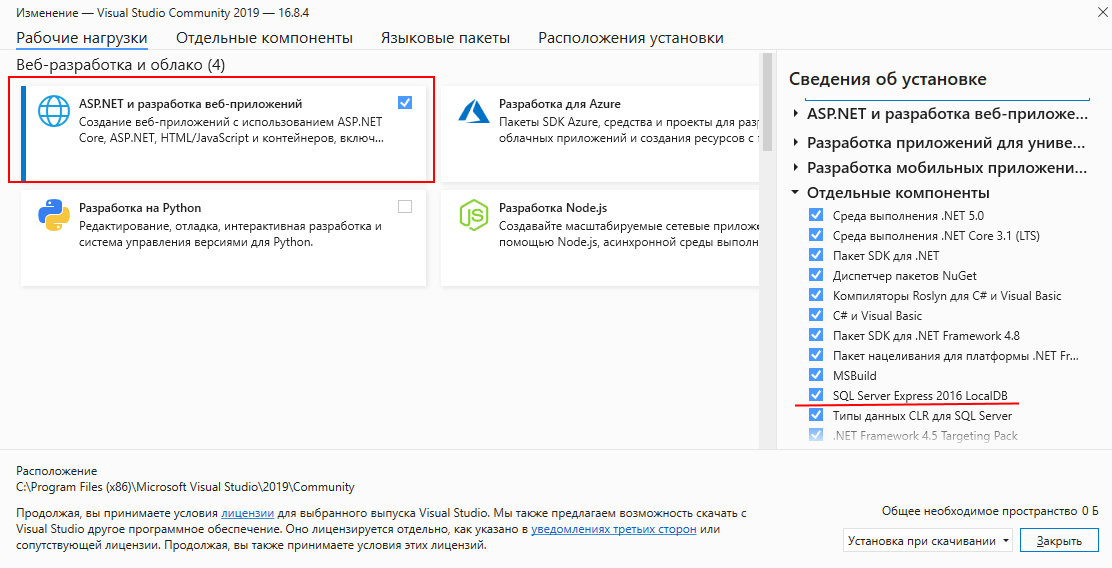 Изменение — Visual Studio Community 2019 — 16.8.4
Рабочие нагрузки Отдельные компоненты Языковые пакеты Расположения установки
Веб-разработка и облако (4)
ASP.NET и разработка веб-приложений
Создание веб-приложений с использованием ASP.NET
Core, ASP.NET, HTML/JavaScript и контейнеров, включ...
Разработка для Azure
Пакеты SDK Azure, средства и проекты для раз
облачных приложений и создания ресурсов с
Разработка на Python
Редактирование, отладка, интерактивная разработка и
система управления версиями для Python.
Разработка Node.js
Создавайте масштабируемые сетевые прилож
помощью Node.js, асинхронной среды выполн
Сведения об установке
ASP.NET и разработка веб-приложе...
Разработка приложений для униве...
Разработка мобильных приложени...
Отдельные компоненты
Среда выполнения .NET 5.0
Среда выполнения .NET Core 3.1 (LTS)
Пакет SDK для .NET
Диспетчер пакетов NuGet
Компиляторы Roslyn для C# и Visual Basic
C# и Visual Basic
Пакет SDK для .NET Framework 4.8
Пакет нацеливания для платформы .NET Fr...
MSBuild
SQL Server Express 2016 LocalDB
Типы данных CLR для SQL Server
.NET Framework 4.5 Targeting Pack
Расположение
C:\Program Files (x86)\Microsoft Visual Studio\2019\Community
Продолжая, вы принимаете условия лицензии для выбранного выпуска Visual Studio. Мы также предлагаем возможность скачать с
Visual Studio другое программное обеспечение. Оно лицензируется отдельно, как указано в уведомлениях третьих сторон или
сопутствующей лицензии. Продолжая, вы также принимаете условия этих лицензий.
Общее необходимое пространство 0 Б
Установка при скачивании
Закрыть